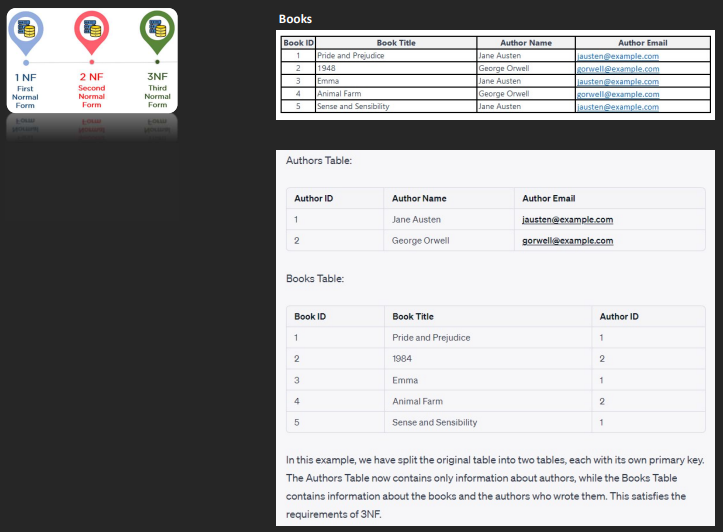 1 NF
First
Normal
Form
2 NF
Second
Normal
Form
3NF
Third
Normal
Form
Books
Book ID Book Title Author Name Author Email
1 Pride and Prejudice Jane Austen jausten@example.com
2 1948 George Orwell gorwell@example.com
3 Emma Jane Austen jausten@example.com
4 Animal Farm George Orwell gorwell@example.com
5 Sense and Sensibility Jane Austen jausten@example.com
Authors Table:
Author ID Author Name Author Email
1 Jane Austen jausten@example.com
2 George Orwell gorwell@example.com
Books Table:
Book ID Book Title Author ID
1 Pride and Prejudice 1
2 1984 2
3 Emma 1
4 Animal Farm 2
5 Sense and Sensibility 1
In this example, we have split the original table into two tables, each with its own primary key.
The Authors Table now contains only information about authors, while the Books Table
contains information about the books and the authors who wrote them. This satisfies the
requirements of 3NF.